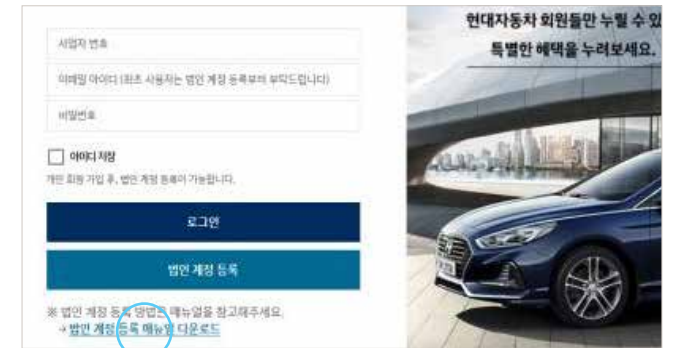 현대자동차 회원들만 누릴 수 있
특별한 혜택을 누려보세요.
사업자 번호
이메일 아이디 (최초 사용자는 법인 계정 등록부터 부탁드립니다)
비밀번호
아이디 저장
개인 회원 가입 후, 법인 계정 등록이 가능합니다.
로그인
법인 계정 등록
※ 법인 계정 등록 방법은 매뉴얼을 참고해주세요.
→ 법인 계정 등록 매뉴얼 다운로드